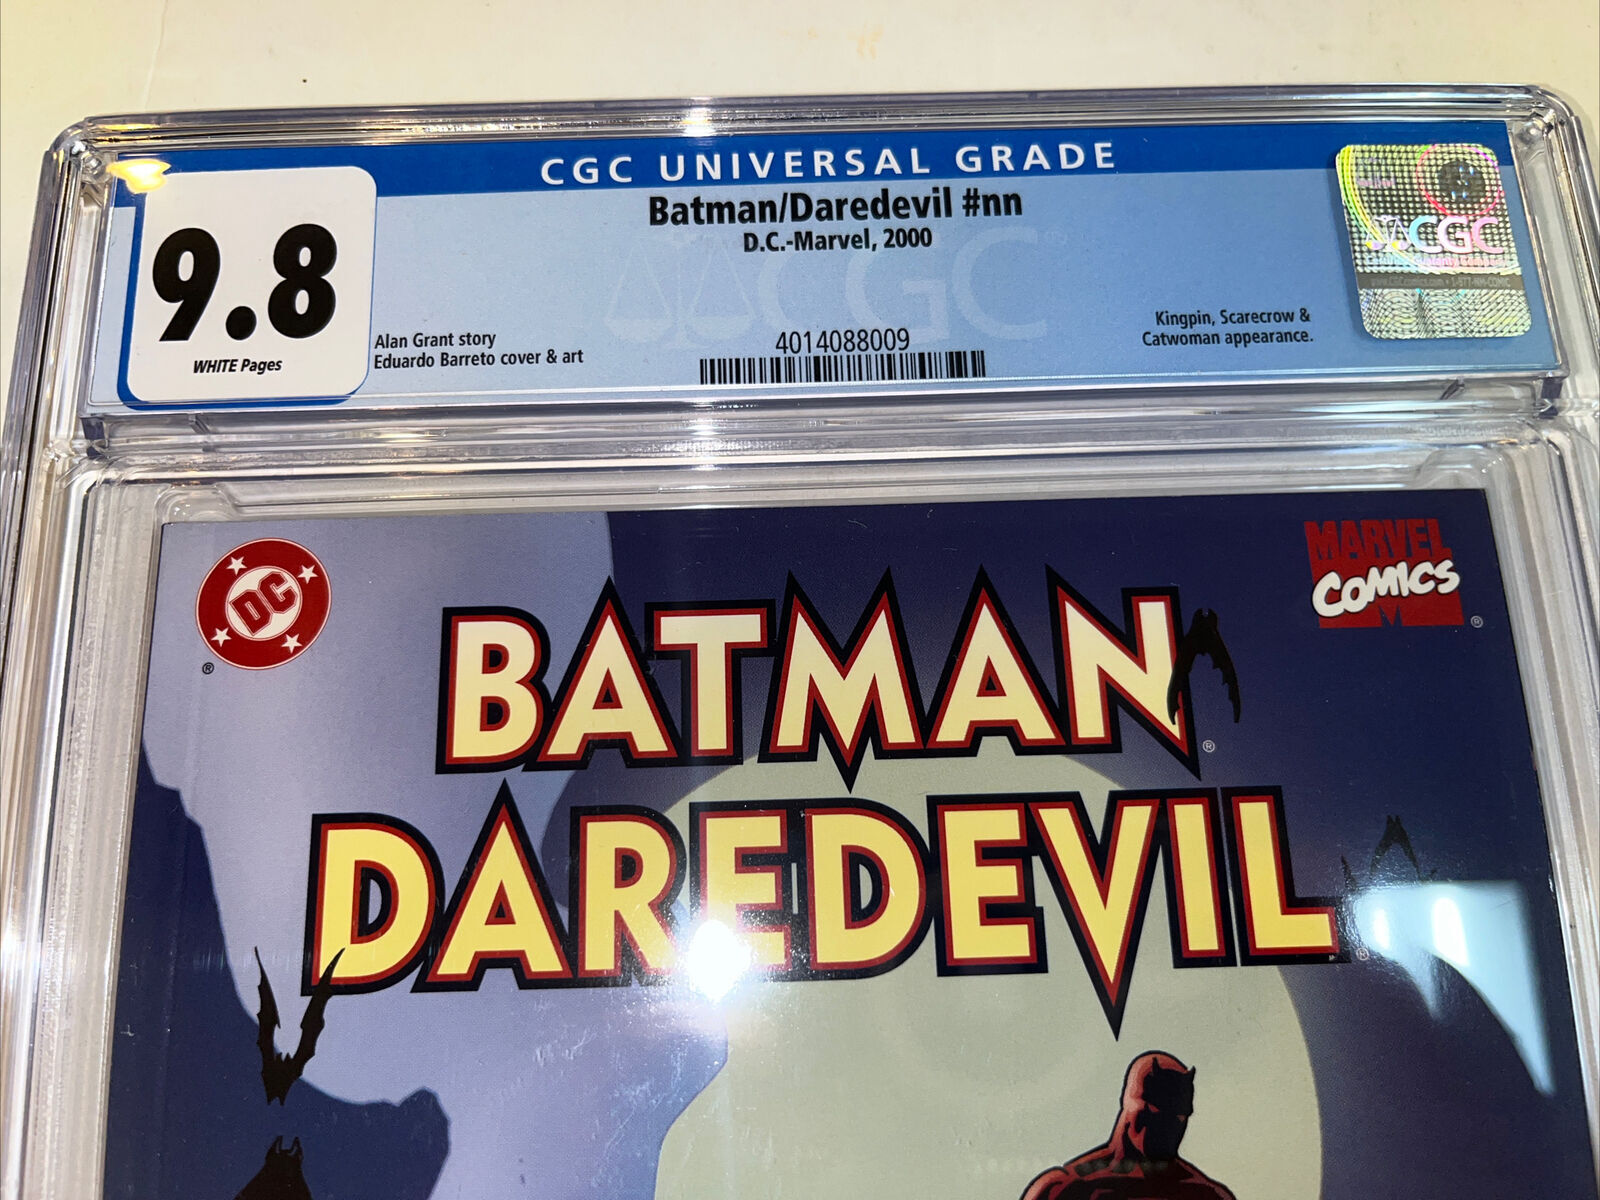 CGC UNIVERSAL GRADE
9.8
WHITE Pages
Batman/Daredevil #nn
D.C.-Marvel, 2000
CGC
Alan Grant story
Eduardo Barreto cover & art
4014088009
Kingpin, Scarecrow &
Catwoman appearance.
CGC
DC
®
MARVEL
COMICS
®
BATMAN
®
DAREDEVIL
®